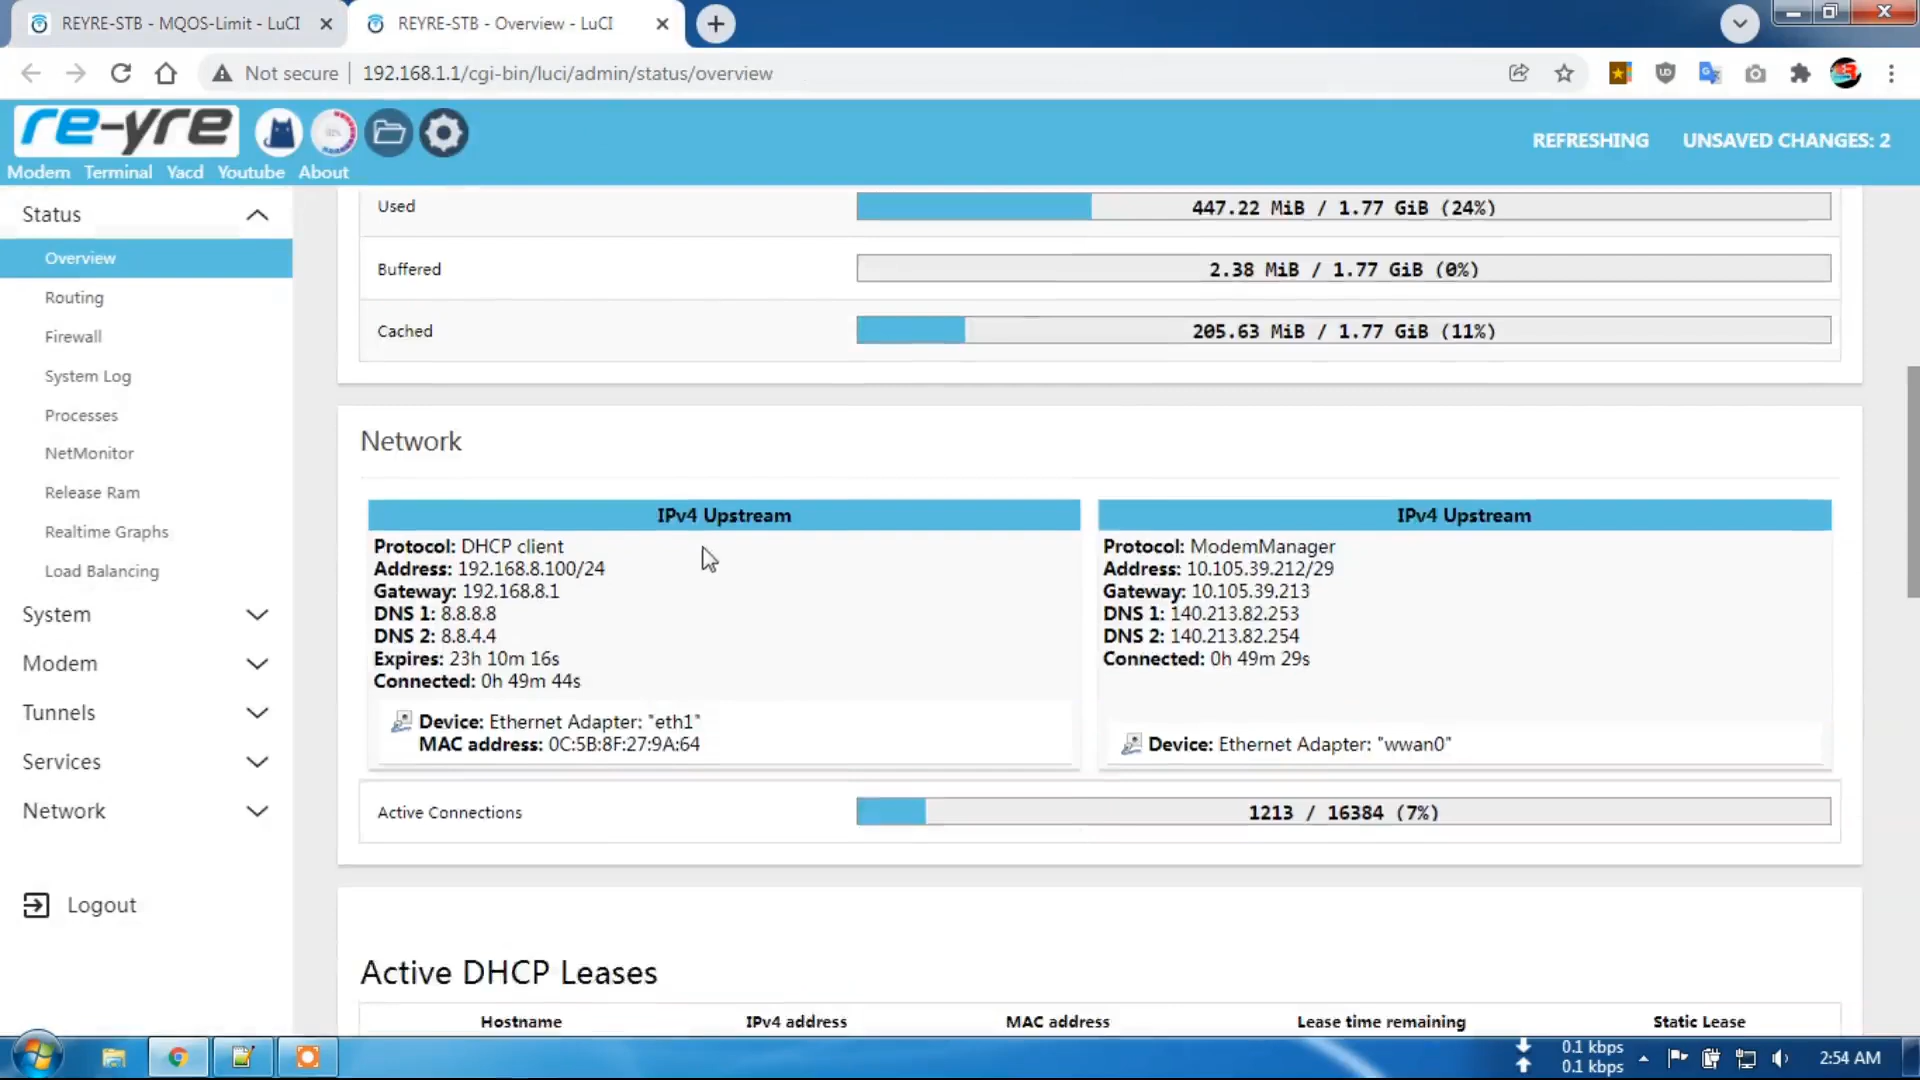 REYRE-STB - MQOS-Limit - LuCI
REYRE-STB - Overview - LuCI
Not secure
192.168.1.1/cgi-bin/luci/admin/status/overview
re-yre
Modem Terminal Yacd Youtube About
REFRESHING
UNSAVED CHANGES: 2
Status
Overview
Routing
Firewall
System Log
Processes
NetMonitor
Release Ram
Realtime Graphs
Load Balancing
System
Modem
Tunnels
Services
Network
Logout
Used
447.22 MiB / 1.77 GiB (24%)
Buffered
2.38 MiB / 1.77 GiB (0%)
Cached
205.63 MiB / 1.77 GiB (11%)
Network
IPv4 Upstream
Protocol: DHCP client
Address: 192.168.8.100/24
Gateway: 192.168.8.1
DNS 1: 8.8.8.8
DNS 2: 8.8.4.4
Expires: 23h 10m 16s
Connected: 0h 49m 44s
Device: Ethernet Adapter: "eth1"
MAC address: 0C:5B:8F:27:9A:64
IPv4 Upstream
Protocol: ModemManager
Address: 10.105.39.212/29
Gateway: 10.105.39.213
DNS 1: 140.213.82.253
DNS 2: 140.213.82.254
Connected: 0h 49m 29s
Device: Ethernet Adapter: "wwan0"
Active Connections
1213 / 16384 (7%)
Active DHCP Leases
Hostname IPv4 address MAC address Lease time remaining Static Lease
0.1 kbps
0.1 kbps
2:54 AM